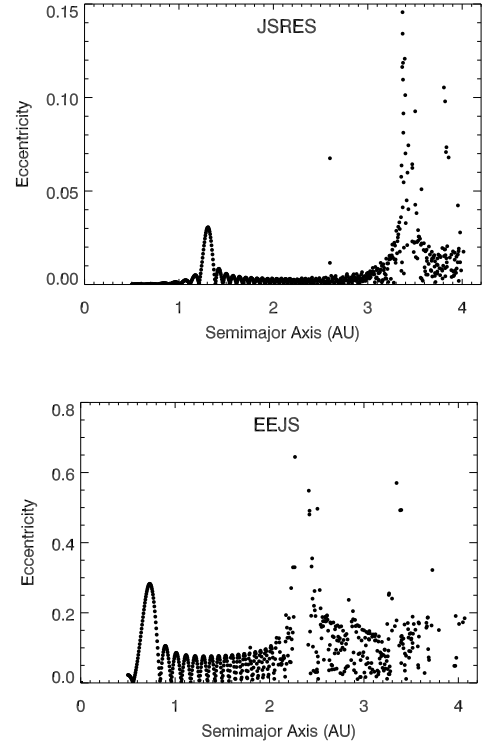 JSRES
0.15
0.10
0.05
0.00
Eccentricity
0 1 2 3 4
Semimajor Axis (AU)
EEJS
0.8
0.6
0.4
0.2
0.0
Eccentricity
0 1 2 3 4
Semimajor Axis (AU)